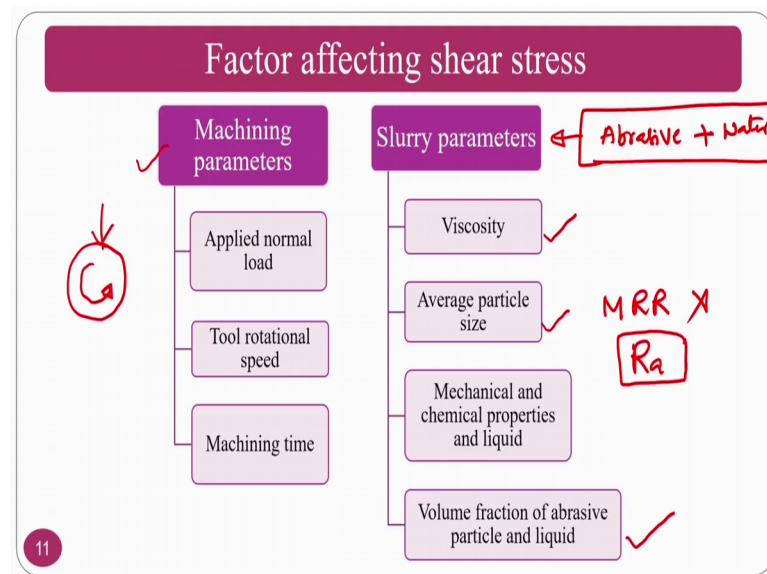 Factor affecting shear stress
Machining
parameters
Applied normal
load
Tool rotational
speed
Machining time
Slurry parameters
Abrasive + Wate
Viscosity
Average particle
size
MRR
Ra
Mechanical and
chemical properties
and liquid
Volume fraction of abrasive
particle and liquid
11